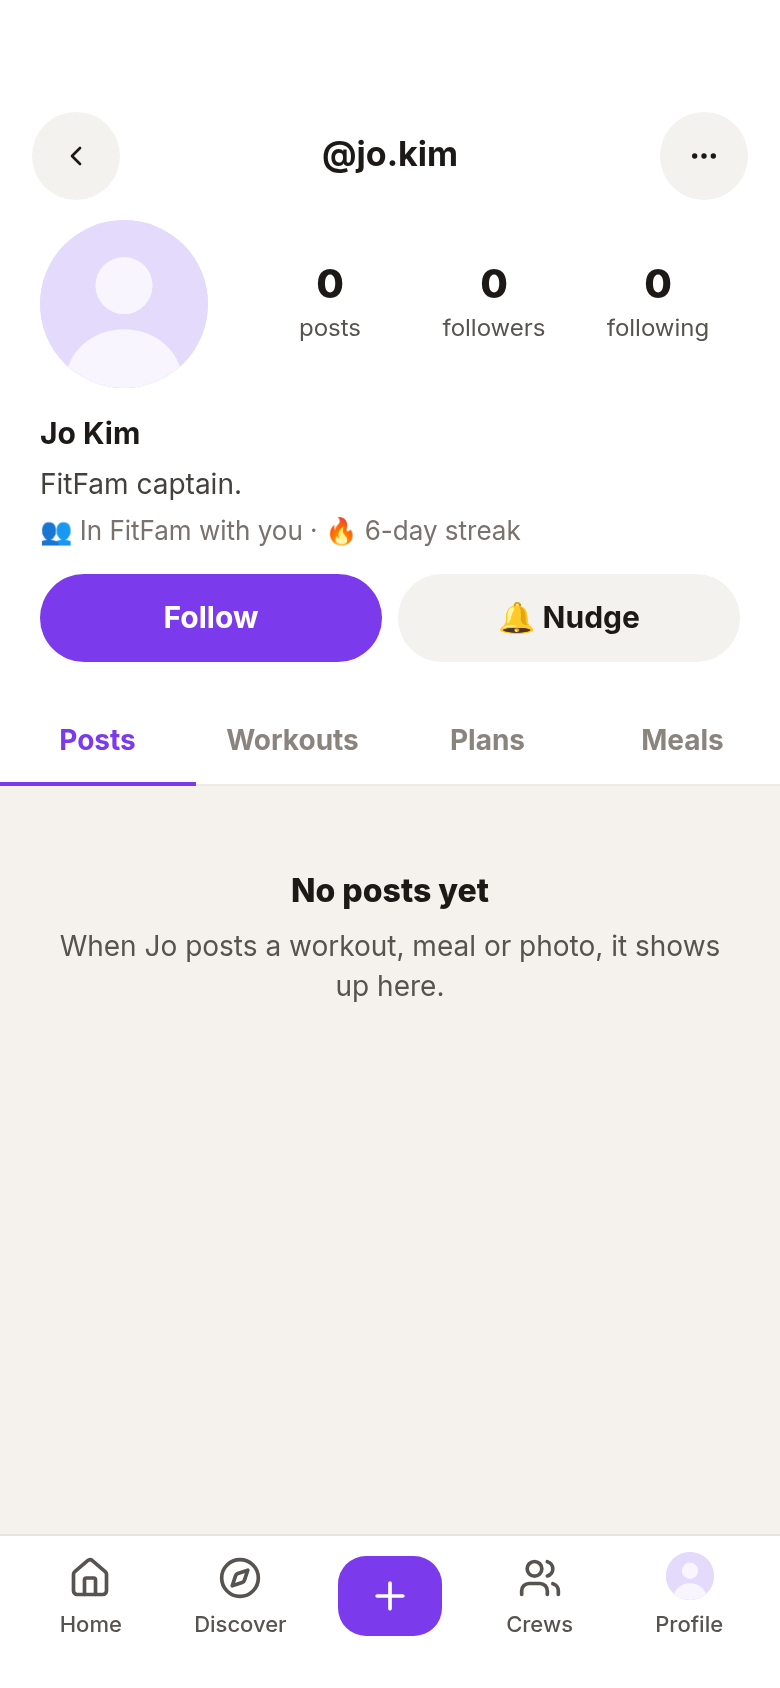 @jo.kim
0 0 0
posts followers following
Jo Kim
FitFam captain.
👥 In FitFam with you · 🔥 6-day streak
Follow 🔔 Nudge
Posts Workouts Plans Meals
No posts yet
When Jo posts a workout, meal or photo, it shows
up here.
Home Discover Crews Profile